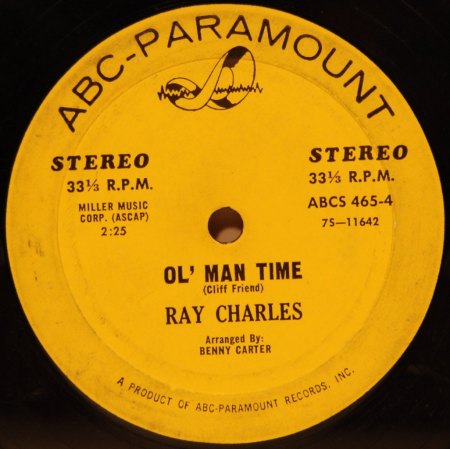 ABC-PARAMOUNT
STEREO
33⅓ R.P.M.
MILLER MUSIC
CORP. (ASCAP)
2:25
STEREO
33⅓ R.P.M.
ABCS 465-4
7S-11642
OL' MAN TIME
(Cliff Friend)
RAY CHARLES
Arranged By:
BENNY CARTER
A PRODUCT OF ABC-PARAMOUNT RECORDS, INC.